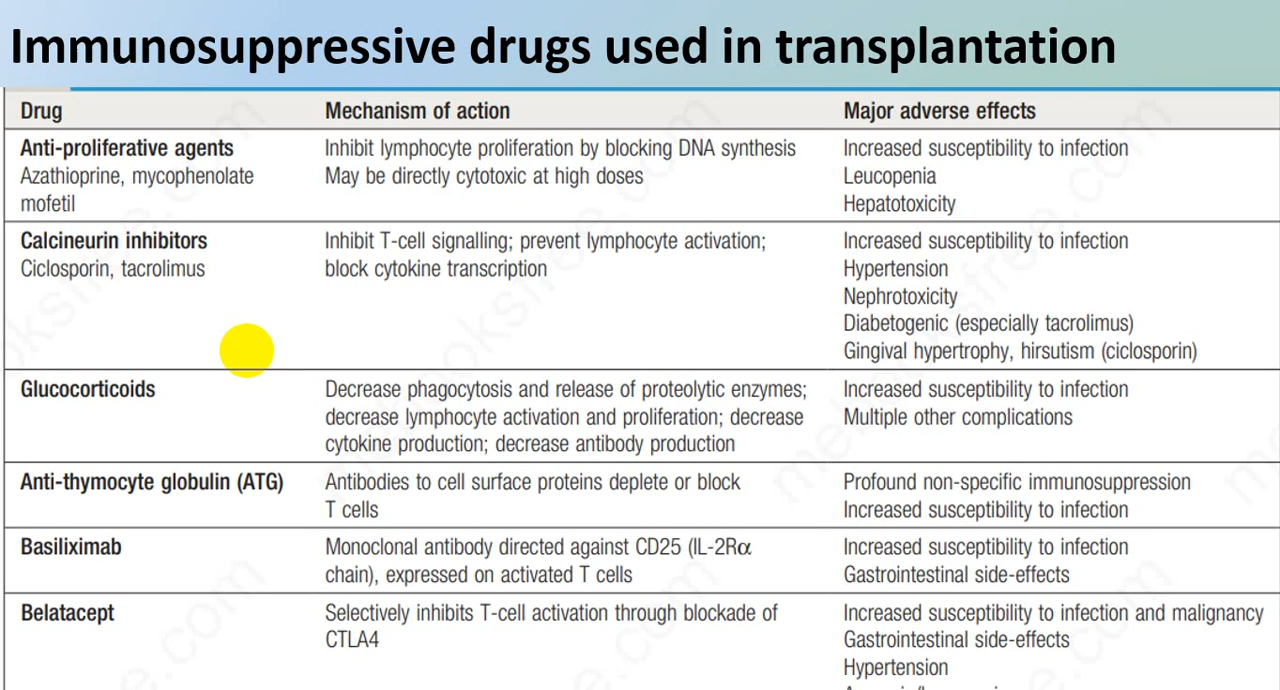 Immunosuppressive drugs used in transplantation
Drug Mechanism of action Major adverse effects
Anti-proliferative agents Inhibit lymphocyte proliferation by blocking DNA synthesis Increased susceptibility to infection
Azathioprine, mycophenolate May be directly cytotoxic at high doses Leucopenia
mofetil Hepatotoxicity
Calcineurin inhibitors Inhibit T-cell signalling; prevent lymphocyte activation; Increased susceptibility to infection
Ciclosporin, tacrolimus block cytokine transcription Hypertension
Nephrotoxicity
Diabetogenic (especially tacrolimus)
Gingival hypertrophy, hirsutism (ciclosporin)
Glucocorticoids Decrease phagocytosis and release of proteolytic enzymes; Increased susceptibility to infection
decrease lymphocyte activation and proliferation; decrease Multiple other complications
cytokine production; decrease antibody production
Anti-thymocyte globulin (ATG) Antibodies to cell surface proteins deplete or block Profound non-specific immunosuppression
T cells Increased susceptibility to infection
Basiliximab Monoclonal antibody directed against CD25 (IL-2Rα Increased susceptibility to infection
chain), expressed on activated T cells Gastrointestinal side-effects
Belatacept Selectively inhibits T-cell activation through blockade of Increased susceptibility to infection and malignancy
CTLA4 Gastrointestinal side-effects
Hypertension